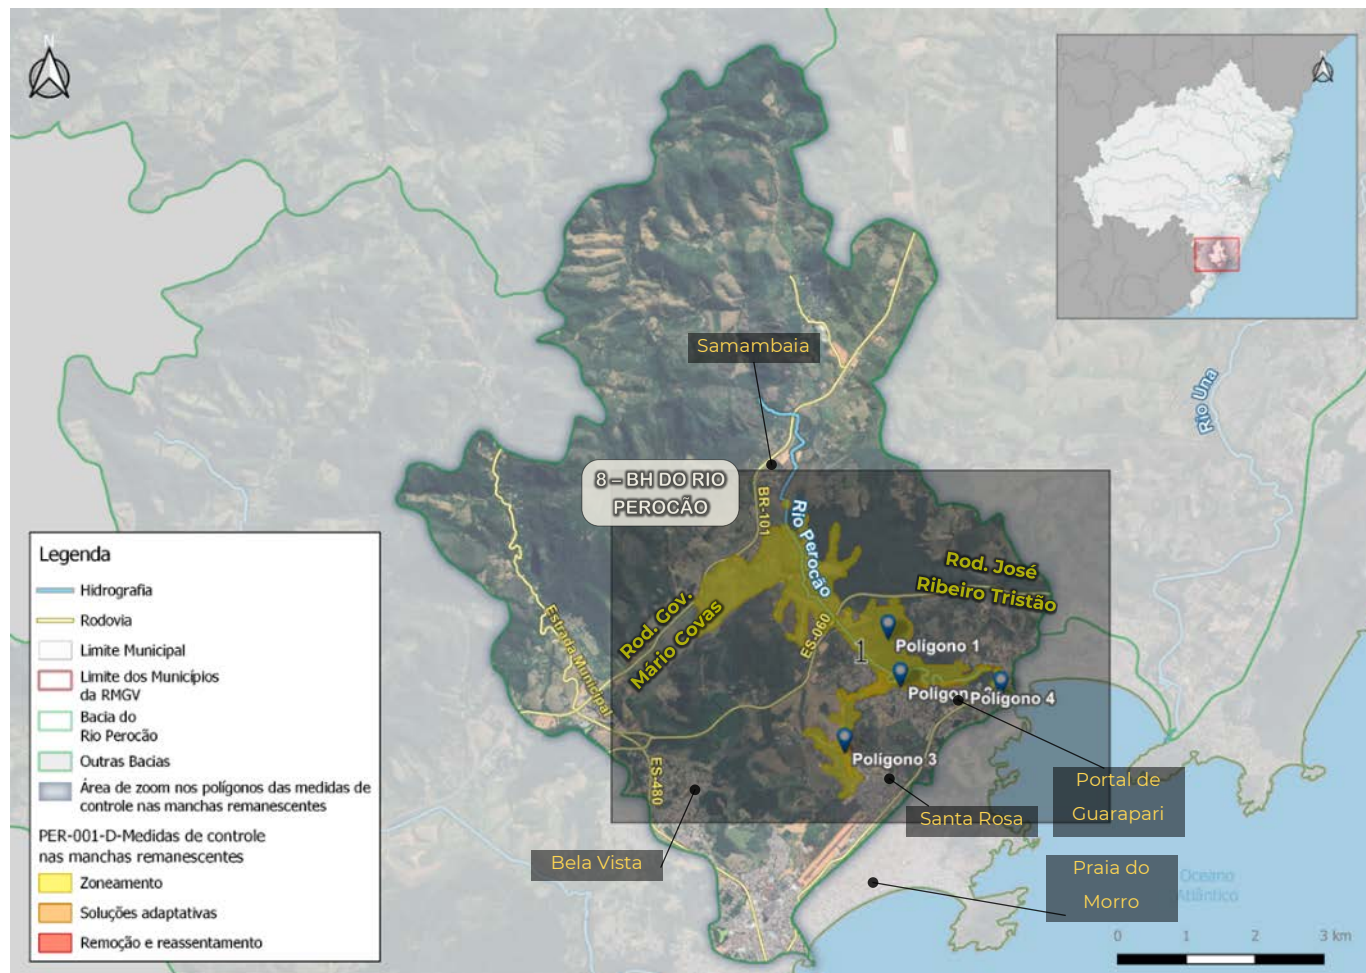 N
N
Samambaia
Rio Una
8 – BH DO RIO
PEROCÃO
BR-101
Rio Perocão
Rod. José
Ribeiro Tristão
Rod. Gov.
Mário Covas
ES-060
Estrada Municipal
1
Polígono 1
Polígono 4
Polígono 3
ES-480
Portal de
Guarapari
Santa Rosa
Bela Vista
Praia do
Morro
Oceano
Atlântico
0 1 2 3 km
Legenda
Hidrografia
Rodovia
Limite Municipal
Limite dos Municípios
da RMGV
Bacia do
Rio Perocão
Outras Bacias
Área de zoom nos polígonos das medidas de
controle nas manchas remanescentes
PER-001-D-Medidas de controle
nas manchas remanescentes
Zoneamento
Soluções adaptativas
Remoção e reassentamento